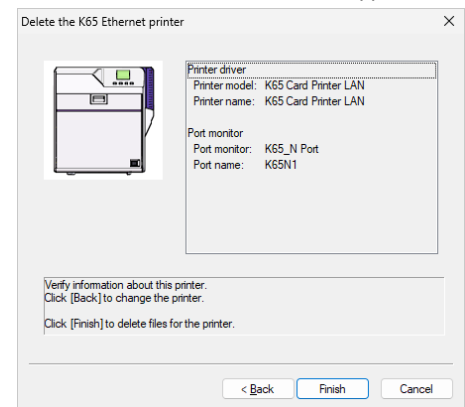 Delete the K65 Ethernet printer
Printer driver
Printer model: K65 Card Printer LAN
Printer name: K65 Card Printer LAN
Port monitor
Port monitor: K65_N Port
Port name: K65N1
Verify information about this printer.
Click [Back] to change the printer.
Click [Finish] to delete files for the printer.
< Back
Finish
Cancel